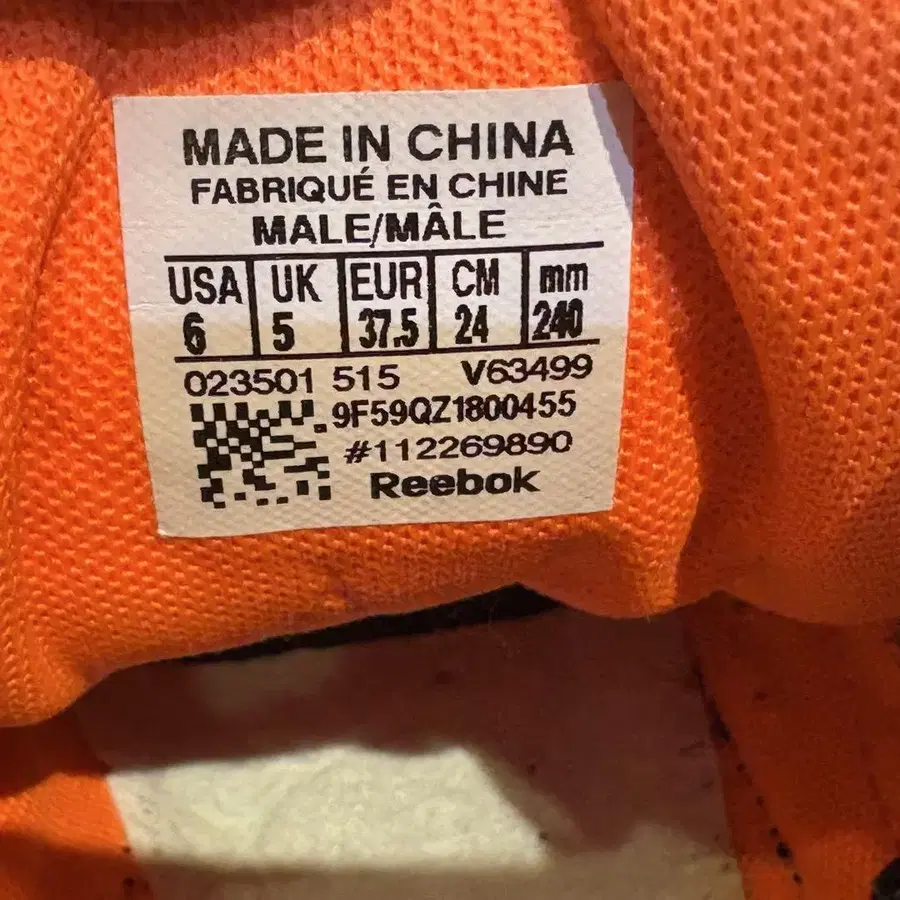 MADE IN CHINA
FABRIQUÉ EN CHINE
MALE/MÂLE
USA UK EUR CM mm
6 5 37.5 24 240
023501 515 V63499
9F59QZ1800455
#112269890
Reebok